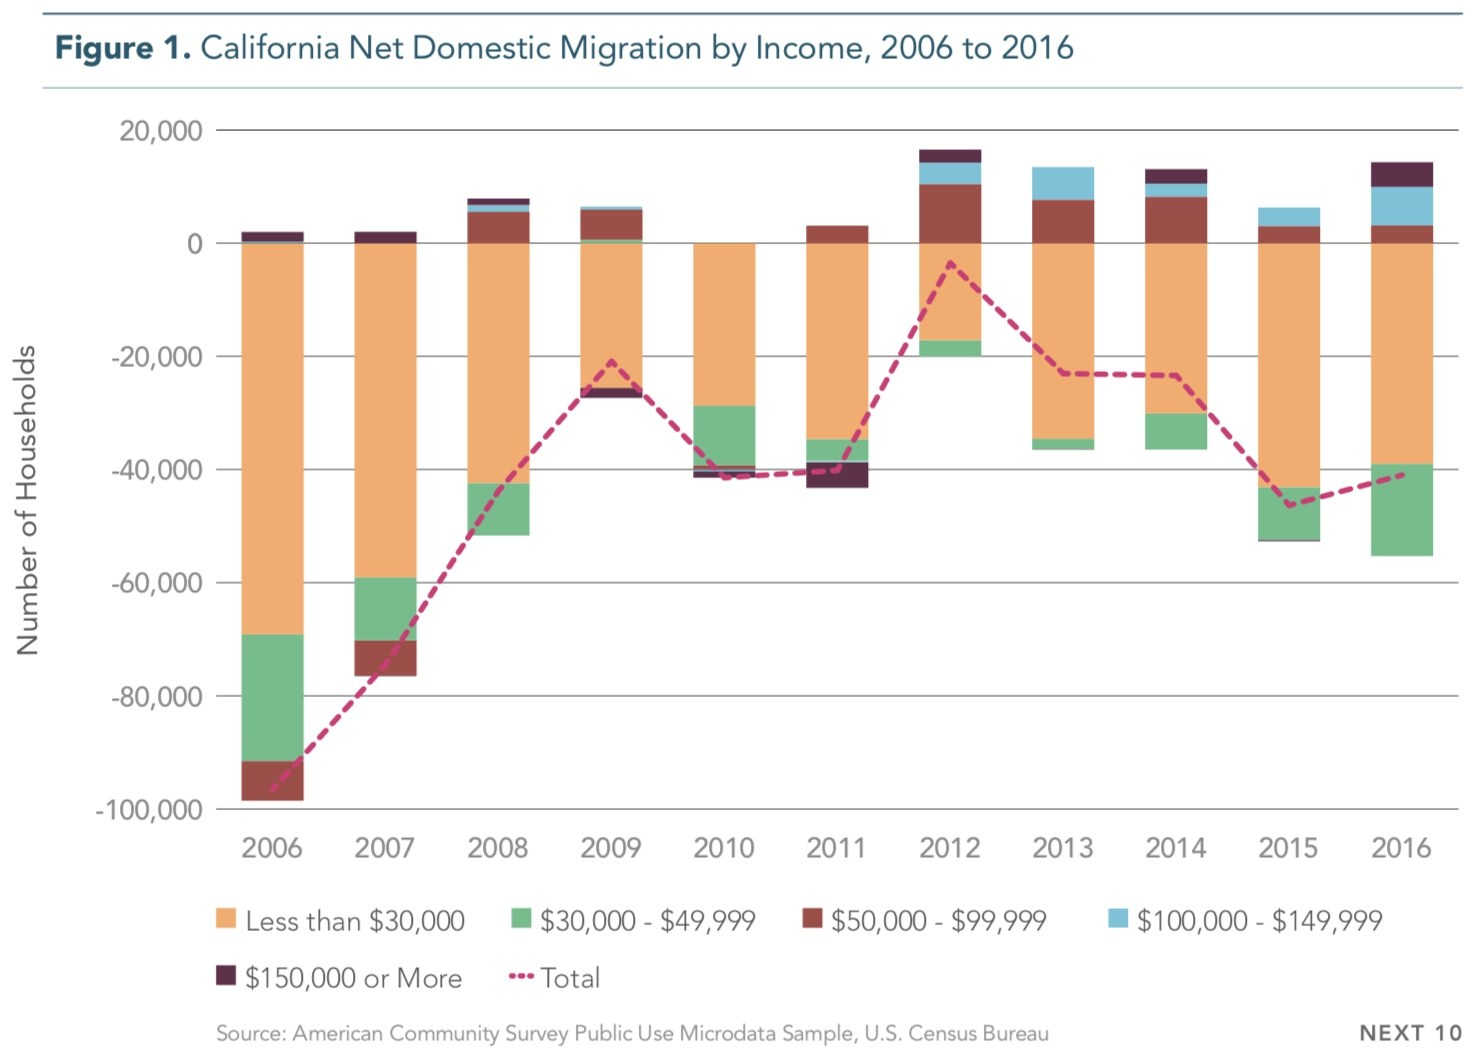 Figure 1. California Net Domestic Migration by Income, 2006 to 2016
20,000
0
-20,000
-40,000
-60,000
-80,000
-100,000
Number of Households
2006 2007 2008 2009 2010 2011 2012 2013 2014 2015 2016
Less than $30,000 $30,000 - $49,999 $50,000 - $99,999 $100,000 - $149,999
$150,000 or More Total
Source: American Community Survey Public Use Microdata Sample, U.S. Census Bureau NEXT 10